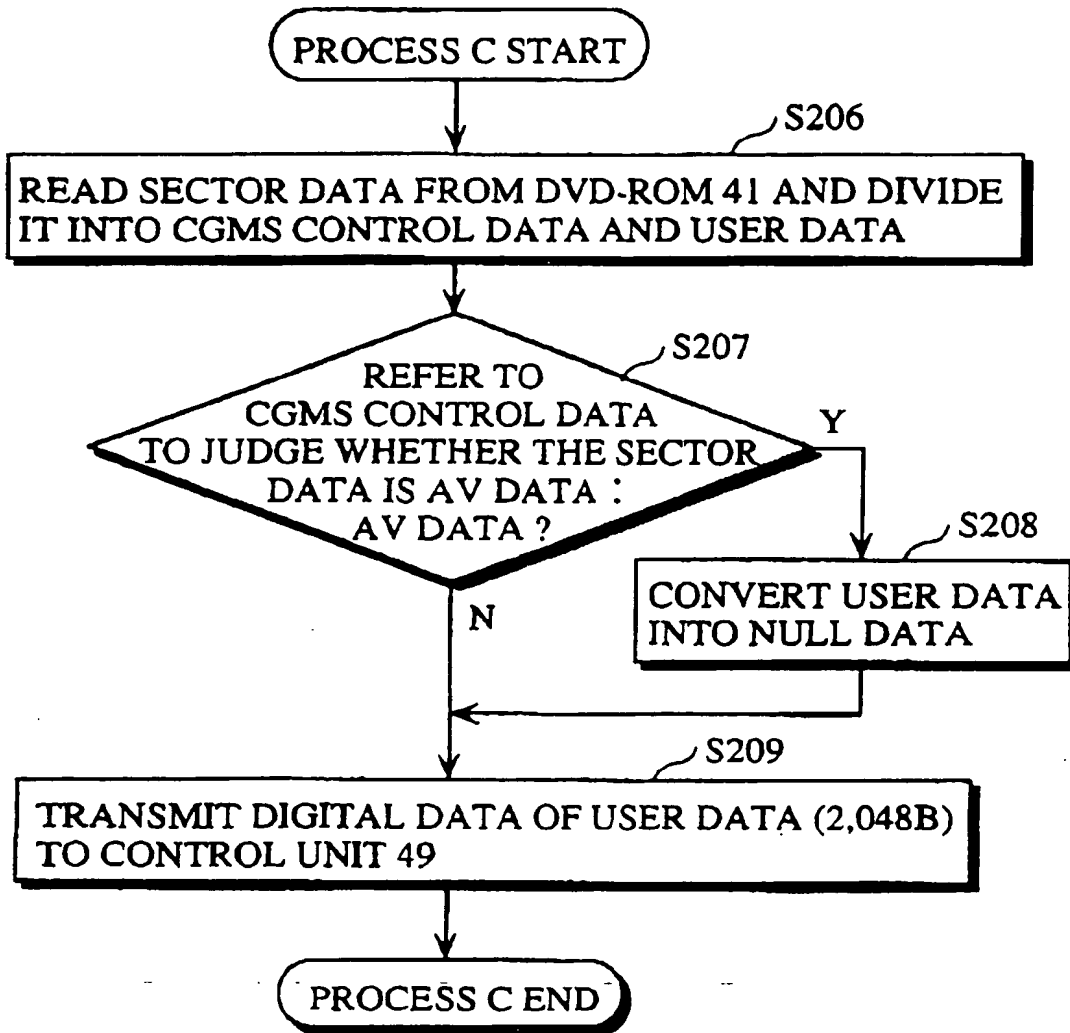 PROCESS C START
S206
READ SECTOR DATA FROM DVD-ROM 41 AND DIVIDE
IT INTO CGMS CONTROL DATA AND USER DATA
S207
REFER TO
CGMS CONTROL DATA
TO JUDGE WHETHER THE SECTOR
DATA IS AV DATA :
AV DATA ?
Y
S208
CONVERT USER DATA
INTO NULL DATA
N
S209
TRANSMIT DIGITAL DATA OF USER DATA (2,048B)
TO CONTROL UNIT 49
PROCESS C END